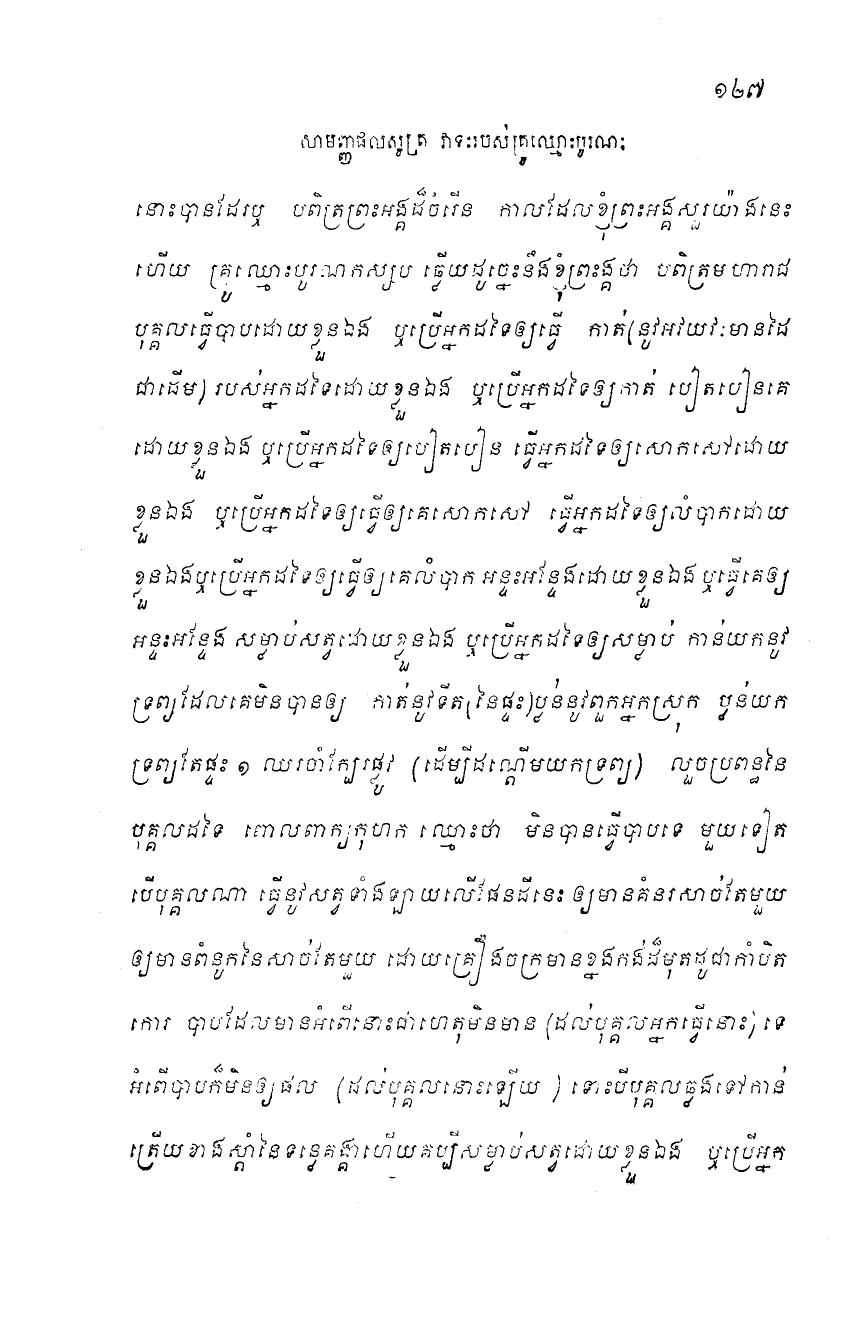 ១២៧
សាមញ្ញផលសូត្រ វាទៈរបស់គ្រូឈ្មោះបូរណៈ
នោះបានដែរឬ បពិត្រព្រះអង្គដ៏ចំរើន កាលដែលខ្ញុំព្រះអង្គសួរយ៉ាងនេះ
ហើយ គ្រូឈ្មោះបូរណកស្សប ឆ្លើយដូច្នេះនឹងខ្ញុំព្រះង្គថា បពិត្រមហារាជ
បុគ្គលធ្វើបាបដោយខ្លួនឯង ឬប្រើអ្នកដទៃឲ្យធ្វើ កាត់(នូវអវយវៈមានដៃ
ជាដើម) របស់អ្នកដទៃដោយខ្លួនឯង ឬប្រើអ្នកដទៃឲ្យកាត់ បៀតបៀនគេ
ដោយខ្លួនឯង ឬប្រើអ្នកដទៃឲ្យបៀតបៀន ធ្វើអ្នកដទៃឲ្យសោកសៅដោយ
ខ្លួនឯង ឬប្រើអ្នកដទៃឲ្យធ្វើឲ្យគេសោកសៅ ធ្វើអ្នកដទៃឲ្យលំបាកដោយ
ខ្លួនឯងឬប្រើអ្នកដទៃឲ្យធ្វើឲ្យគេលំបាក អន្ទះអន្ទែងដោយខ្លួនឯង ឬធ្វើគេឲ្យ
អន្ទះអន្ទែង សម្លាប់សត្វដោយខ្លួនឯង ឬប្រើអ្នកដទៃឲ្យសម្លាប់ កាន់យកនូវ
ទ្រព្យដែលគេមិនបានឲ្យ កាត់នូវទីត(នៃផ្ទះ)ប្លន់នូវពួកអ្នកស្រុក ប្លន់យក
ទ្រព្យតែផ្ទះ ១ ឈរចាំក្បែរផ្លូវ (ដើម្បីដណ្តើមយកទ្រព្យ) លួចប្រពន្ធនៃ
បុគ្គលដទៃ ពោលពាក្យកុហក ឈ្មោះថា មិនបានធ្វើបាបទេ មួយទៀត
បើបុគ្គលណា ធ្វើនូវសត្វទាំងឡាយលើផែនដីនេះ ឲ្យមានគំនរសាច់តែមួយ
ឲ្យមានពំនូកនៃសាច់តែមួយ ដោយគ្រឿងចក្រមានខ្នងកង់ដ៏មុតដូជាកាំបិត
កោរ បាបដែលមានអំពើនោះជាហេតុមិនមាន (ដល់បុគ្គលអ្នកធ្វើនោះ) ទេ
អំពើបាបក៏មិនឲ្យផល (ដល់បុគ្គលនោះឡើយ ) ទោះបីបុគ្គលឆ្លងទៅកាន់
ត្រើយខាងស្តាំនៃទន្លេគង្គាហើយគប្បីសម្លាប់សត្វដោយខ្លួនឯង ឬប្រើអ្នក